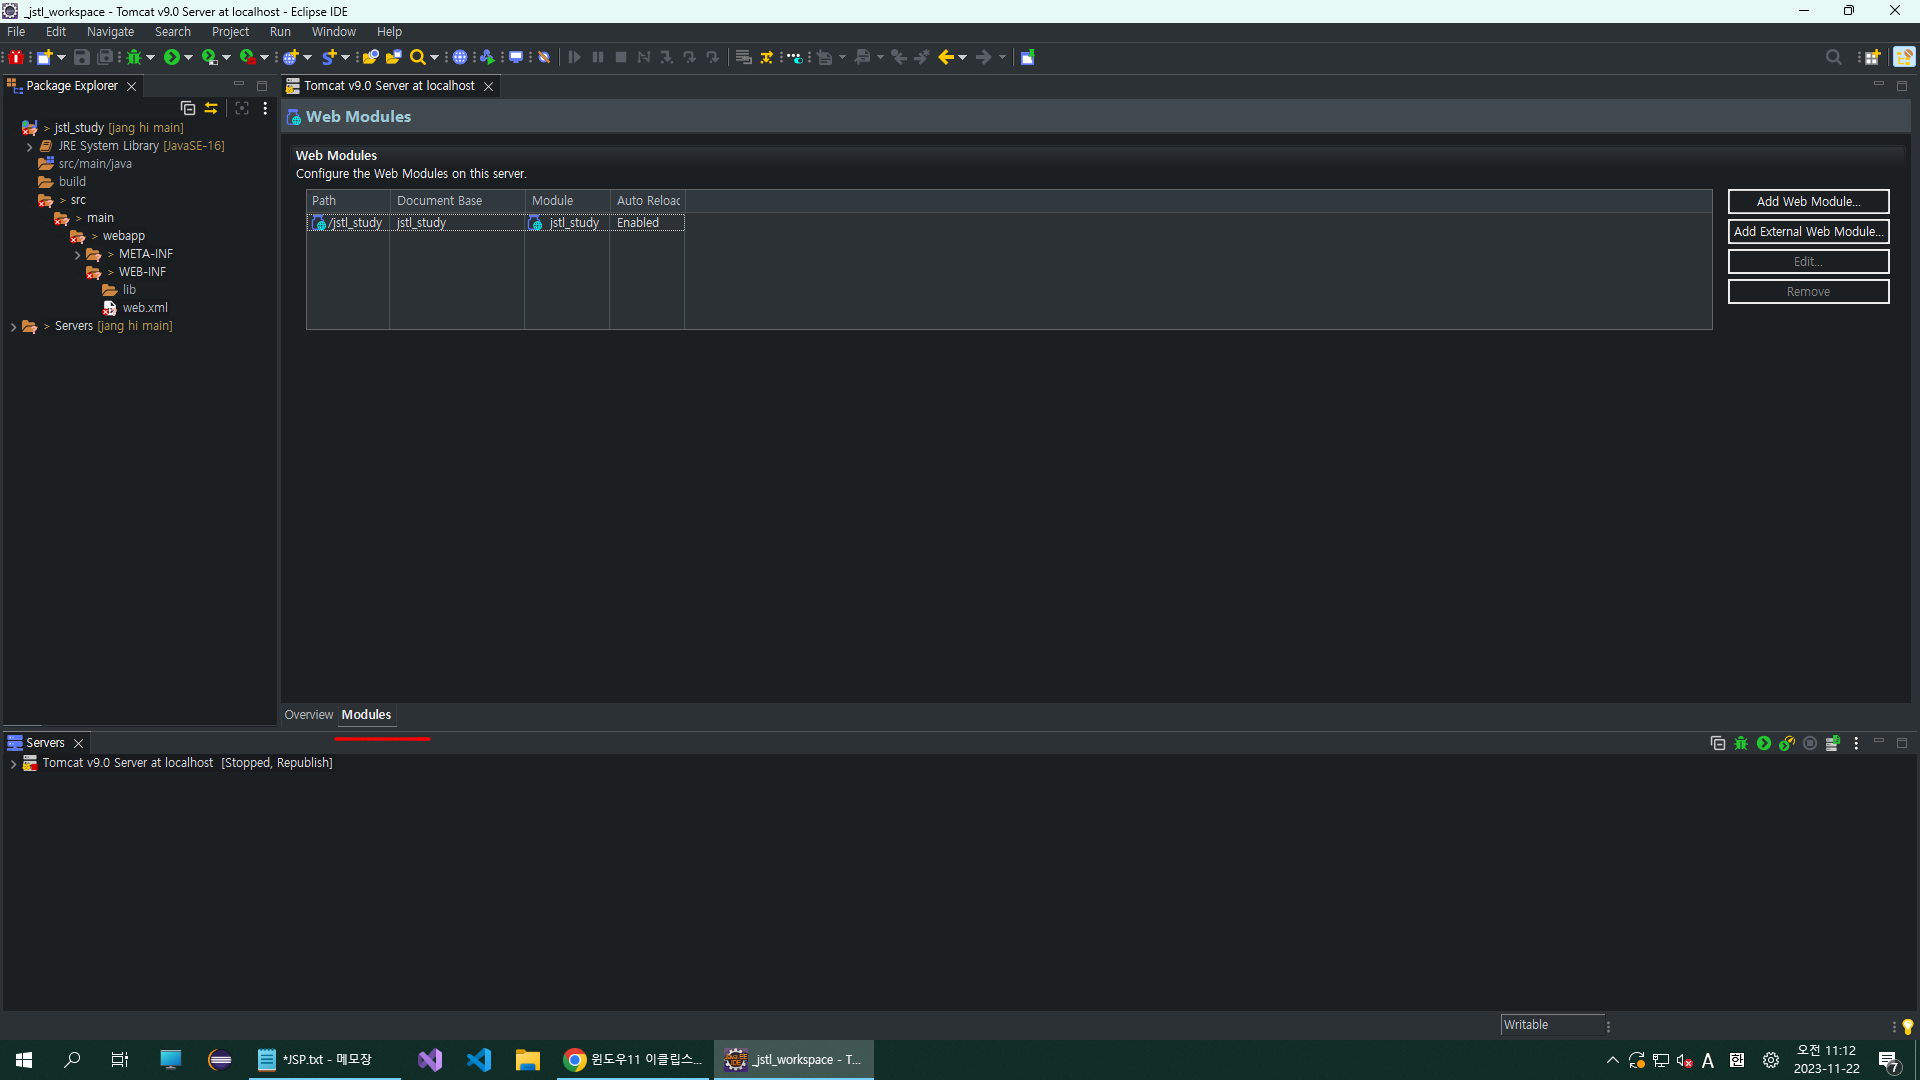 _jstl_workspace - Tomcat v9.0 Server at localhost - Eclipse IDE
File Edit Navigate Search Project Run Window Help
Package Explorer
Tomcat v9.0 Server at localhost
Web Modules
> jstl_study [jang hi main]
JRE System Library [JavaSE-16]
src/main/java
build
> src
> main
> webapp
> META-INF
> WEB-INF
lib
web.xml
> Servers [jang hi main]
Web Modules
Configure the Web Modules on this server.
Path Document Base Module Auto Reloac
/jstl_study jstl_study jstl_study Enabled
Add Web Module...
Add External Web Module...
Edit...
Remove
Overview Modules
Servers
Tomcat v9.0 Server at localhost [Stopped, Republish]
Writable
*JSP.txt - 메모장
윈도우11 이클립스...
_jstl_workspace - T...
A
한
오전 11:12
2023-11-22
7